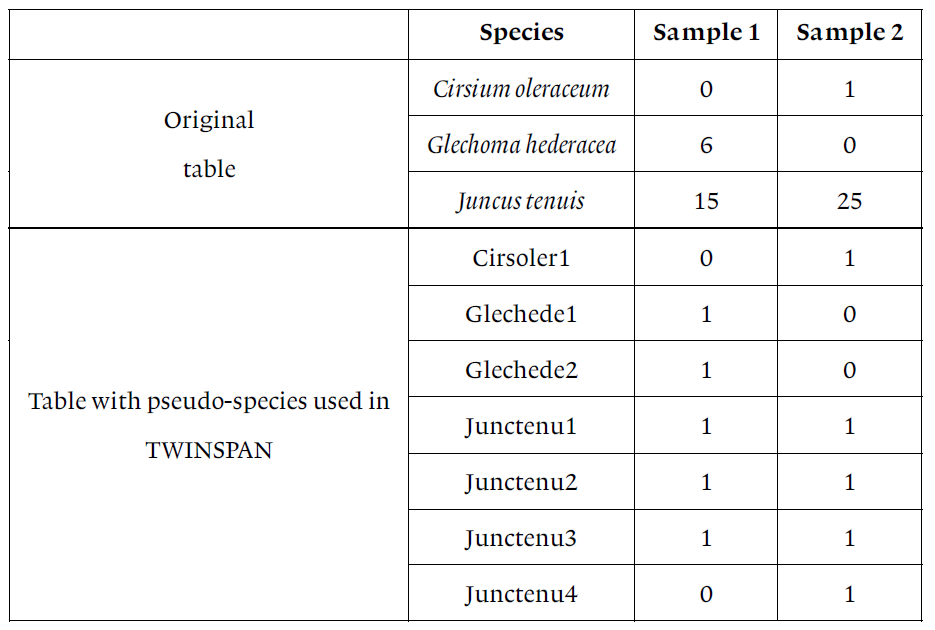 Species Sample 1 Sample 2
Original
table
Cirsium oleraceum 0 1
Glechoma hederacea 6 0
Juncus tenuis 15 25
Table with pseudo-species used in
TWINSPAN
Cirsoler1 0 1
Glechede1 1 0
Glechede2 1 0
Junctenu1 1 1
Junctenu2 1 1
Junctenu3 1 1
Junctenu4 0 1